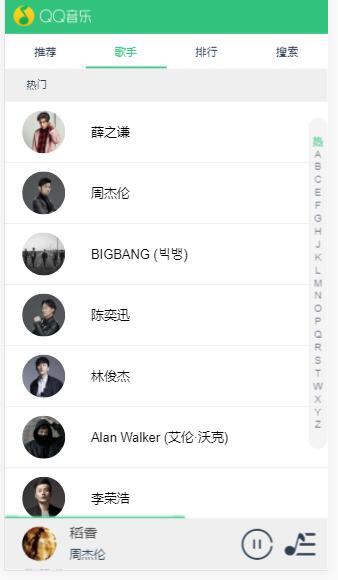 QQ音乐
推荐 歌手 排行 搜索
热门
薛之谦
周杰伦
BIGBANG (빅뱅)
陈奕迅
林俊杰
Alan Walker (艾伦·沃克)
李荣浩
热
A
B
C
D
E
F
G
H
J
K
L
M
N
O
P
Q
R
S
T
W
X
Y
Z
稻香
周杰伦